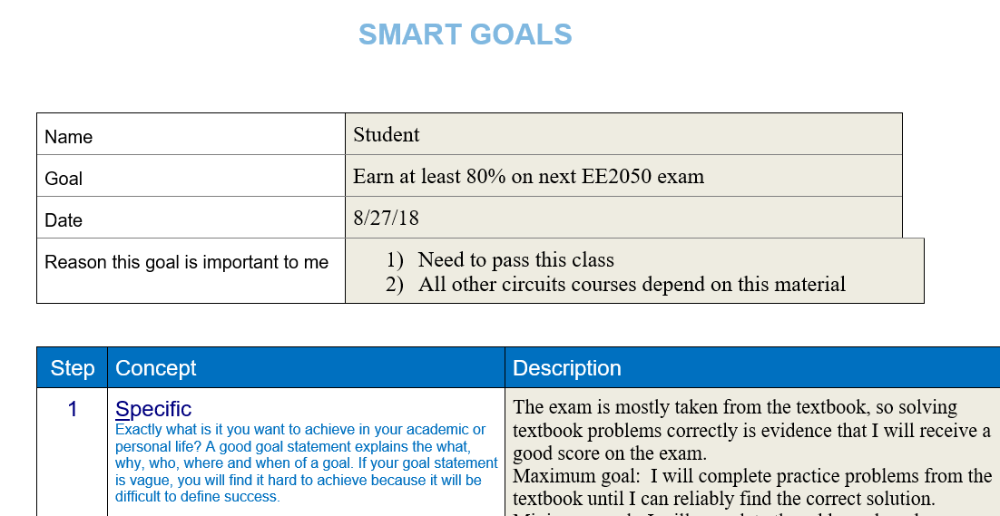 SMART GOALS
Name
Student
Goal
Earn at least 80% on next EE2050 exam
Date
8/27/18
Reason this goal is important to me
1) Need to pass this class
2) All other circuits courses depend on this material
Step
Concept
Description
1
Specific
Exactly what is it you want to achieve in your academic or
personal life? A good goal statement explains the what,
why, who, where and when of a goal. If your goal statement
is vague, you will find it hard to achieve because it will be
difficult to define success.
The exam is mostly taken from the textbook, so solving
textbook problems correctly is evidence that I will receive a
good score on the exam.
Maximum goal: I will complete practice problems from the
textbook until I can reliably find the correct solution.